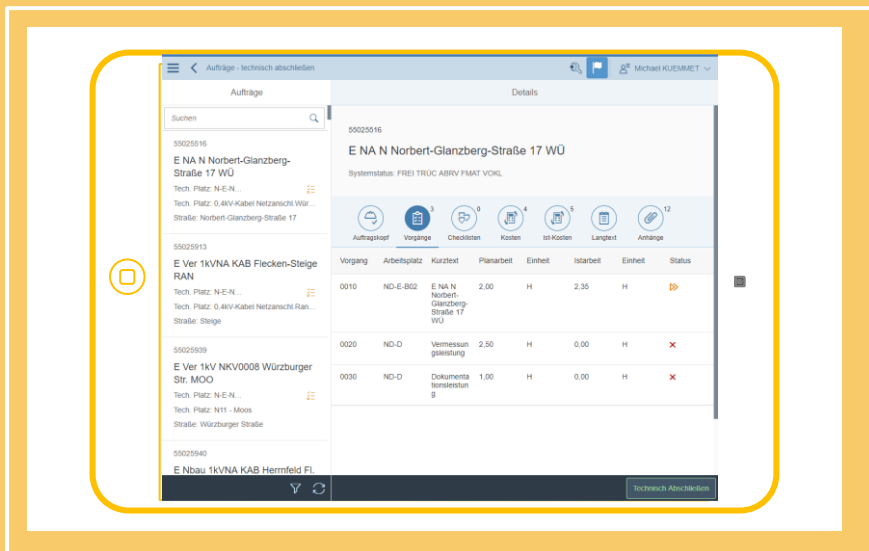 Aufträge - technisch abschließen
Michael KUEMMET
Aufträge
Details
Suchen
55025516
E NA N Norbert-Glanzberg-
Straße 17 WÜ
Tech. Platz: N-E-N...
Tech. Platz: 0,4kV-Kabel Netzanschl Wür...
Straße: Norbert-Glanzberg-Straße 17
55025913
E Ver 1kVNA KAB Flecken-Steige
RAN
Tech. Platz: N-E-N...
Tech. Platz: 0,4kV-Kabel Netzanschl Ran...
Straße: Steige
55025939
E Ver 1kV NKV0008 Würzburger
Str. MOO
Tech. Platz: N-E-N...
Tech. Platz: N11 - Moos
Straße: Würzburger Straße
55025940
E Nbau 1kVNA KAB Herrnfeld Fl.
55025516
E NA N Norbert-Glanzberg-Straße 17 WÜ
Systemstatus: FREI TRÜC ABRV FMAT VOKL
3 0 4 5 12
Auftragskopf Vorgänge Checklisten Kosten Ist-Kosten Langtext Anhänge
Vorgang Arbeitsplatz Kurztext Planarbeit Einheit Istarbeit Einheit Status
0010 ND-E-B02 E NA N 2,00 H 2,35 H
Norbert-
Glanzberg-
Straße 17
WÜ
0020 ND-D Vermessun 2,50 H 0,00 H
gsleistung
0030 ND-D Dokumenta 1,00 H 0,00 H
tionsleistun
g
Technisch Abschließen